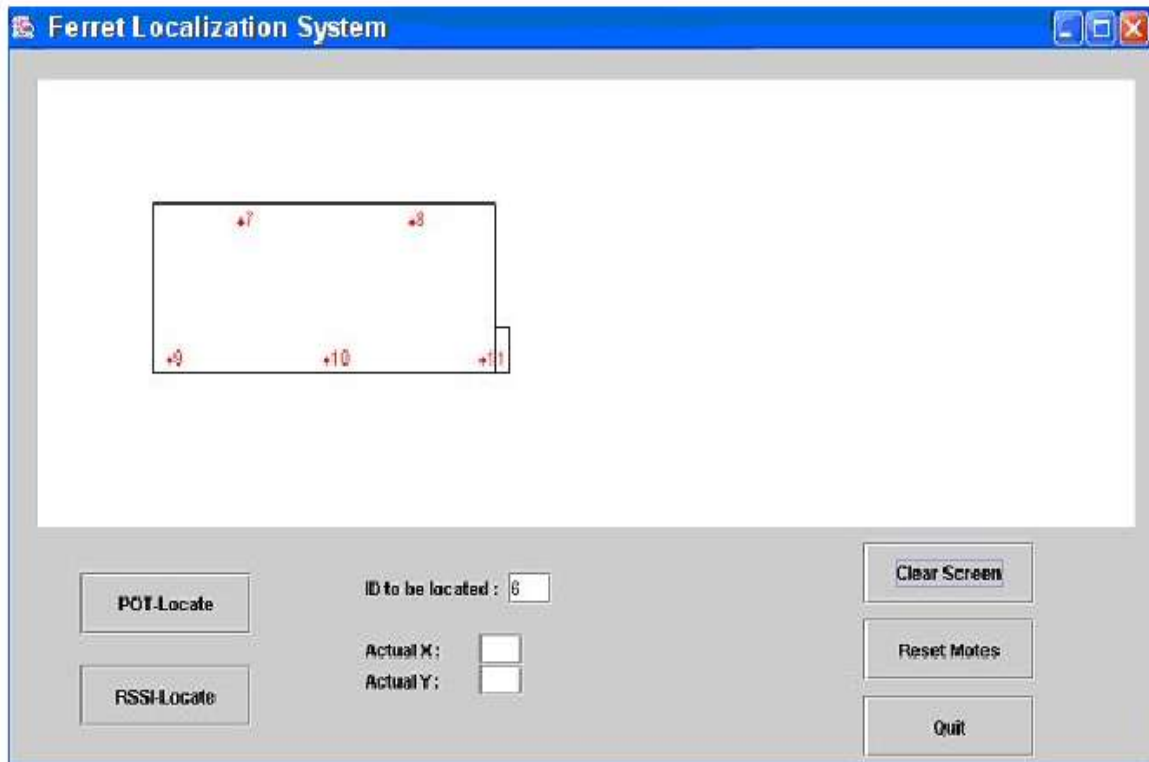 Ferret Localization System
7
8
9
10
11
POT-Locate
ID to be located : 6
Clear Screen
Actual X :
Actual Y :
Reset Motes
RSSI-Locate
Quit